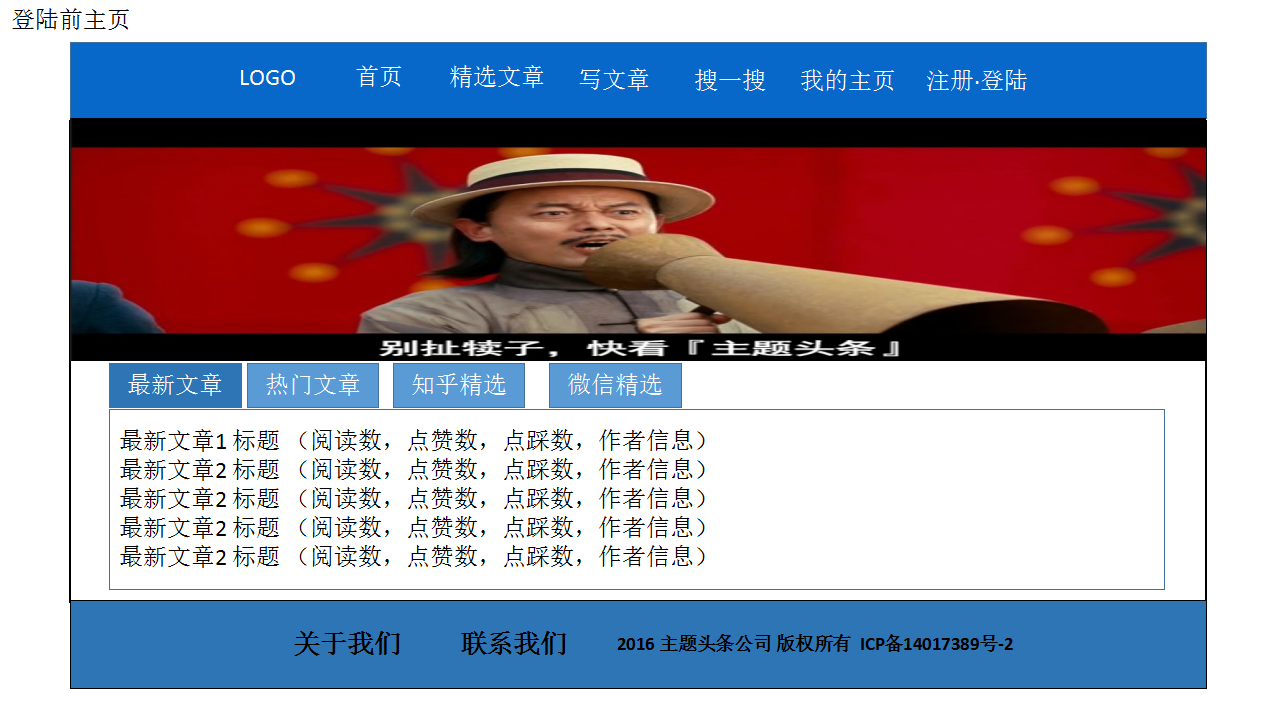 登陆前主页
LOGO 首页 精选文章 写文章 搜一搜 我的主页 注册·登陆
别扯犊子，快看『主题头条』
最新文章 热门文章 知乎精选 微信精选
最新文章1 标题 （阅读数，点赞数，点踩数，作者信息）
最新文章2 标题 （阅读数，点赞数，点踩数，作者信息）
最新文章2 标题 （阅读数，点赞数，点踩数，作者信息）
最新文章2 标题 （阅读数，点赞数，点踩数，作者信息）
最新文章2 标题 （阅读数，点赞数，点踩数，作者信息）
关于我们 联系我们 2016 主题头条公司 版权所有 ICP备14017389号-2